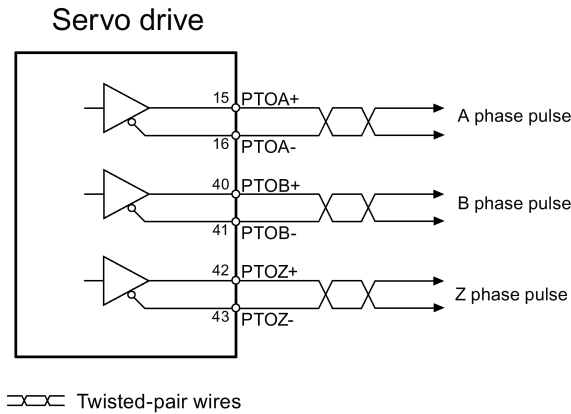 Servo drive
15 PTOA+
16 PTOA-
A phase pulse
40 PTOB+
41 PTOB-
B phase pulse
42 PTOZ+
43 PTOZ-
Z phase pulse
Twisted-pair wires